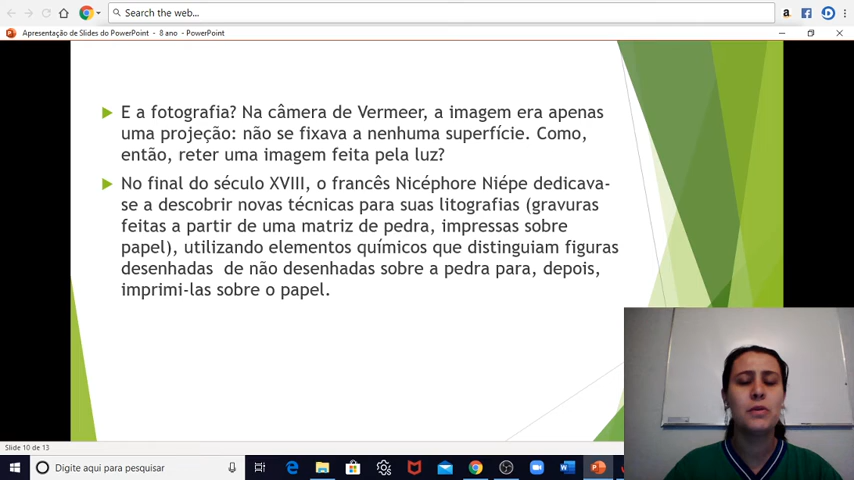 Search the web...
Apresentação de Slides do PowerPoint - 8 ano - PowerPoint
E a fotografia? Na câmera de Vermeer, a imagem era apenas
uma projeção: não se fixava a nenhuma superfície. Como,
então, reter uma imagem feita pela luz?
No final do século XVIII, o francês Nicéphore Niépe dedicava-
se a descobrir novas técnicas para suas litografias (gravuras
feitas a partir de uma matriz de pedra, impressas sobre
papel), utilizando elementos químicos que distinguiam figuras
desenhadas de não desenhadas sobre a pedra para, depois,
imprimi-las sobre o papel.
Slide 10 de 13
Digite aqui para pesquisar